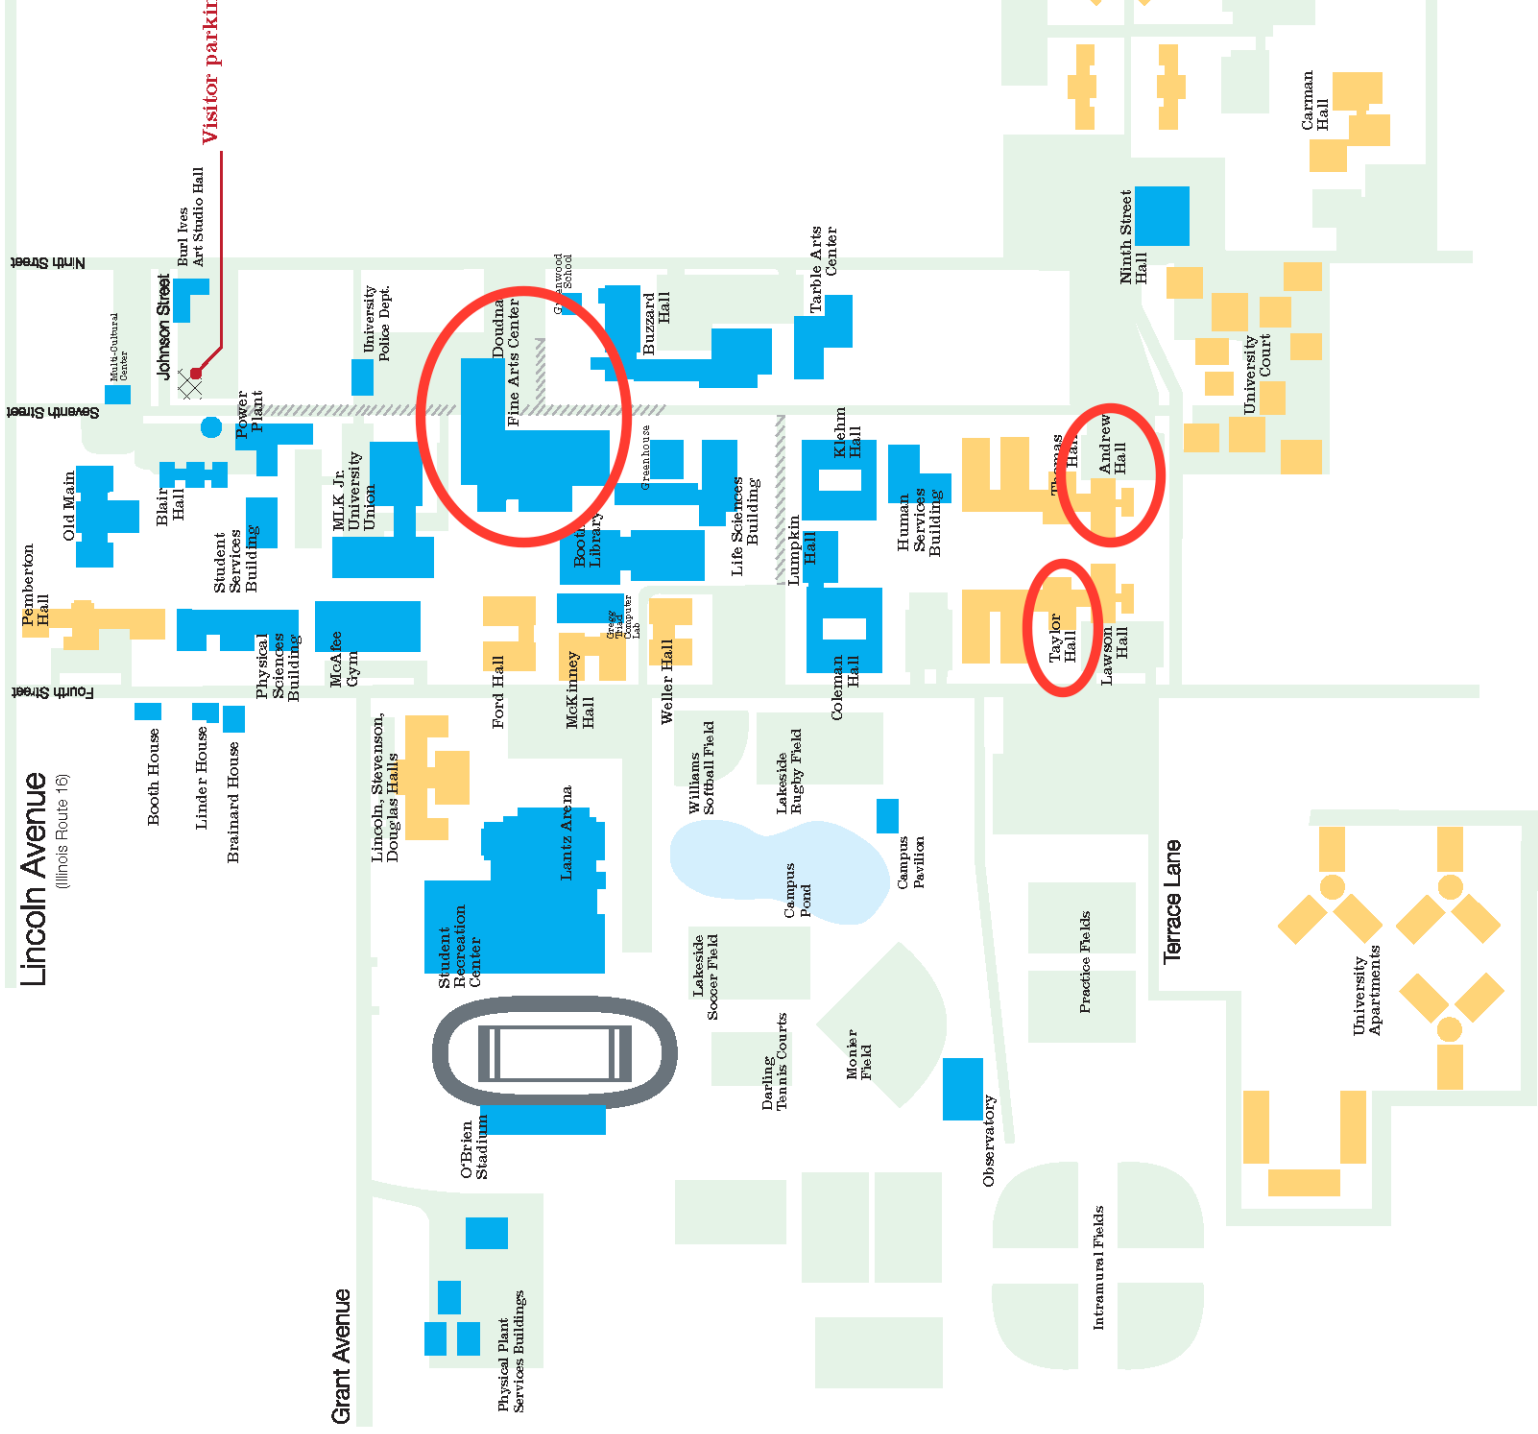 Visitor parkin
Burl Ives
Art Studio Hall
Carman
Hall
Ninth Street
Johnson Street
Multi-Cultural
Center
University
Police Dept.
Doudna
Fine Arts Center
Greenwood
School
Buzzard
Hall
Tarble Arts
Center
Ninth Street
Hall
University
Court
Seventh Street
Power
Plant
Old Main
Blair
Hall
Student
Services
Building
MLK Jr.
University
Union
Greenhouse
Booth
Library
Life Sciences
Building
Klehm
Hall
Lumpkin
Hall
Human
Services
Building
Thomas
Hall
Andrew
Hall
Pemberton
Hall
Physical
Sciences
Building
McAfee
Gym
Ford Hall
McKinney
Hall
Gregg
Triad
Computer
Lab
Weller Hall
Coleman
Hall
Taylor
Hall
Lawson
Hall
Fourth Street
Lincoln Avenue
(Illinois Route 16)
Booth House
Linder House
Brainard House
Lincoln, Stevenson,
Douglas Halls
Lantz Arena
Student
Recreation
Center
Williams
Softball Field
Lakeside
Rugby Field
Campus
Pond
Campus
Pavilion
Lakeside
Soccer Field
Darling
Tennis Courts
Monier
Field
Practice Fields
Terrace Lane
University
Apartments
O'Brien
Stadium
Observatory
Intramural Fields
Grant Avenue
Physical Plant
Services Buildings